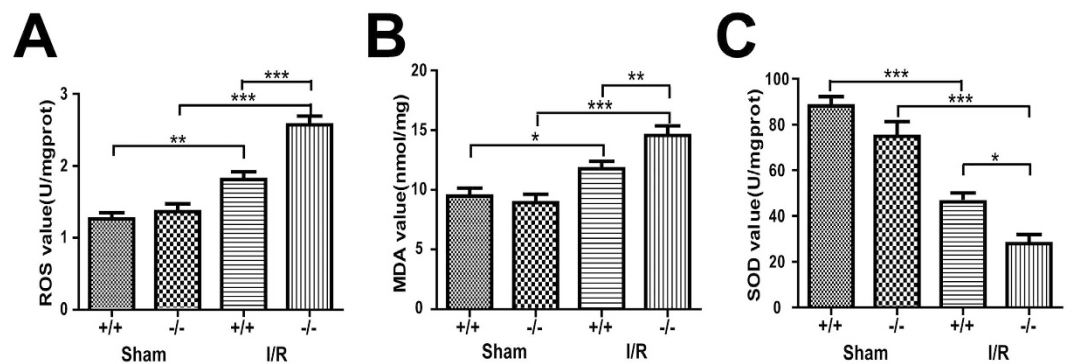 A
ROS value(U/mgprot)
3
2
1
0
**
***
***
+/+ -/- +/+ -/-
Sham I/R
B
MDA value(nmol/mg)
20
15
10
5
0
*
***
**
+/+ -/- +/+ -/-
Sham I/R
C
SOD value(U/mgprot)
100
80
60
40
20
0
***
***
*
+/+ -/- +/+ -/-
Sham I/R